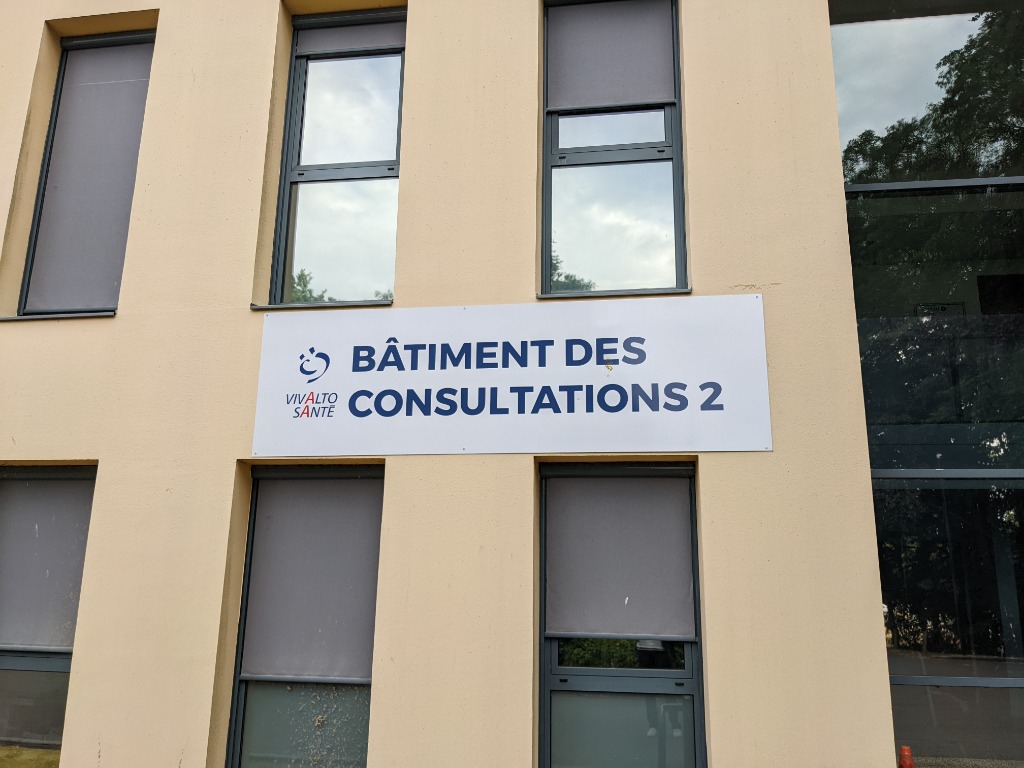 BÂTIMENT DES
CONSULTATIONS 2
VIVALTO
SANTÉ